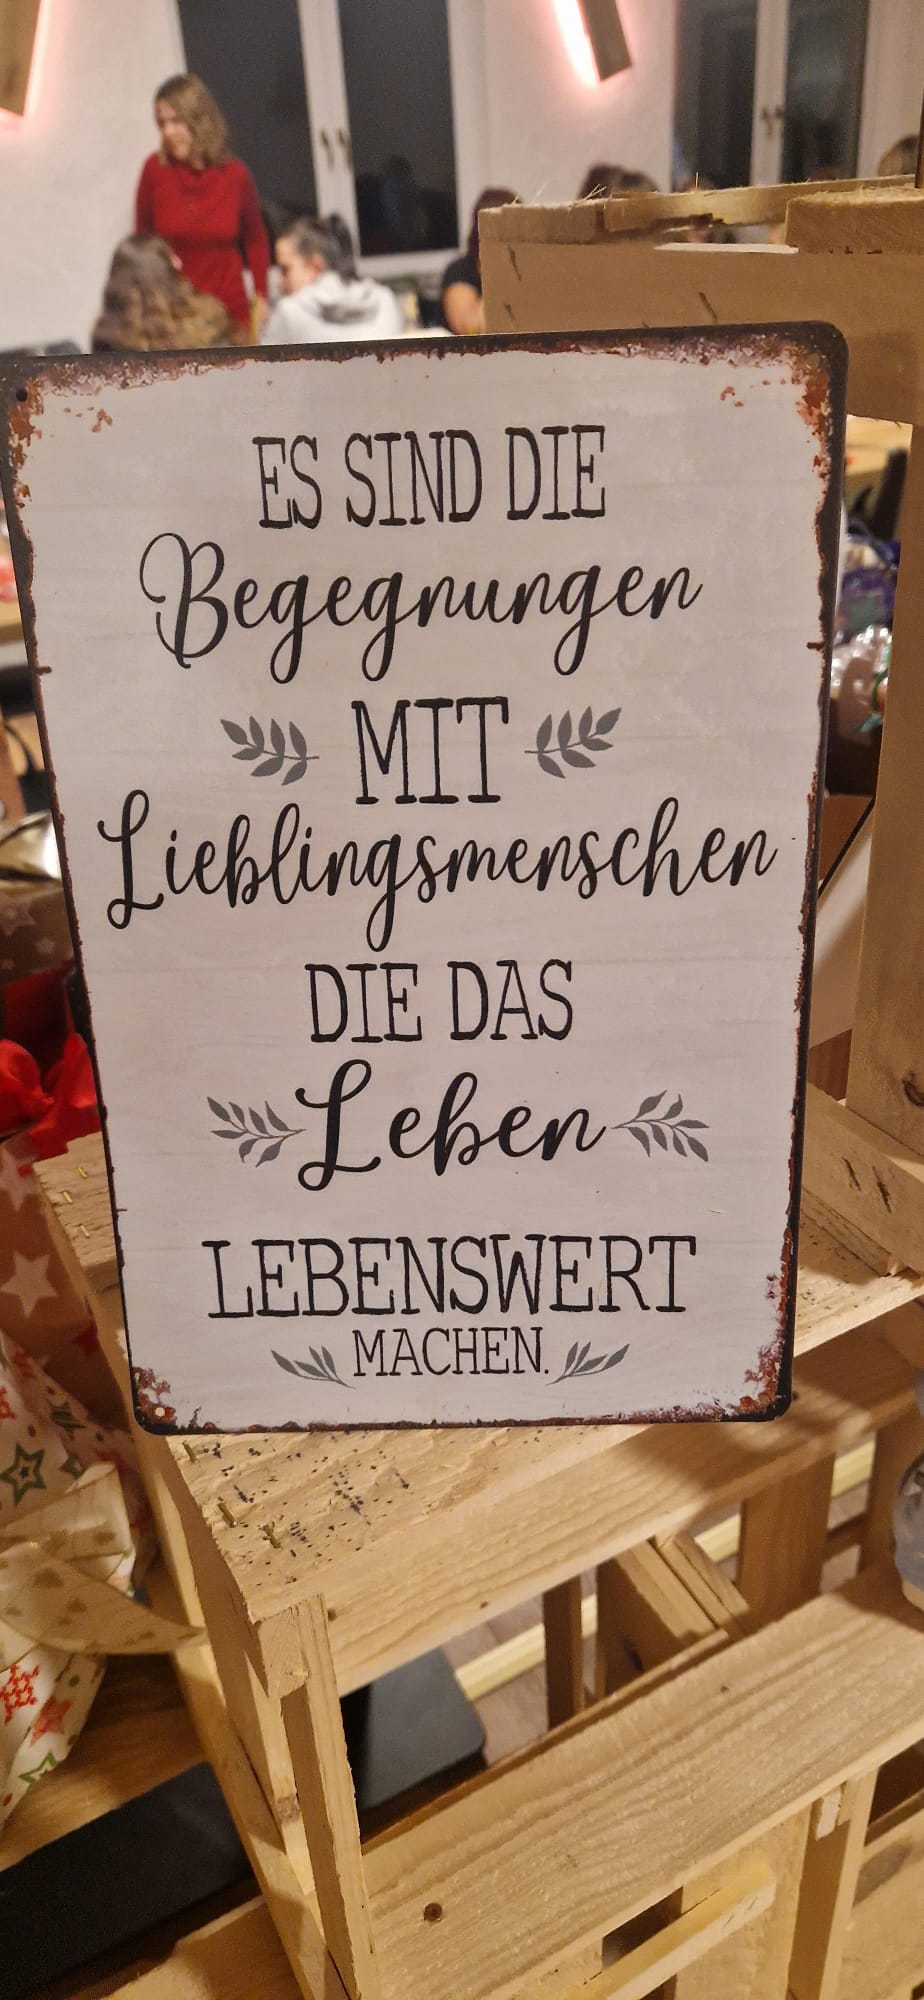 ES SIND DIE
Begegnungen
MIT
Lieblingsmenschen
DIE DAS
Leben
LEBENSWERT
MACHEN.